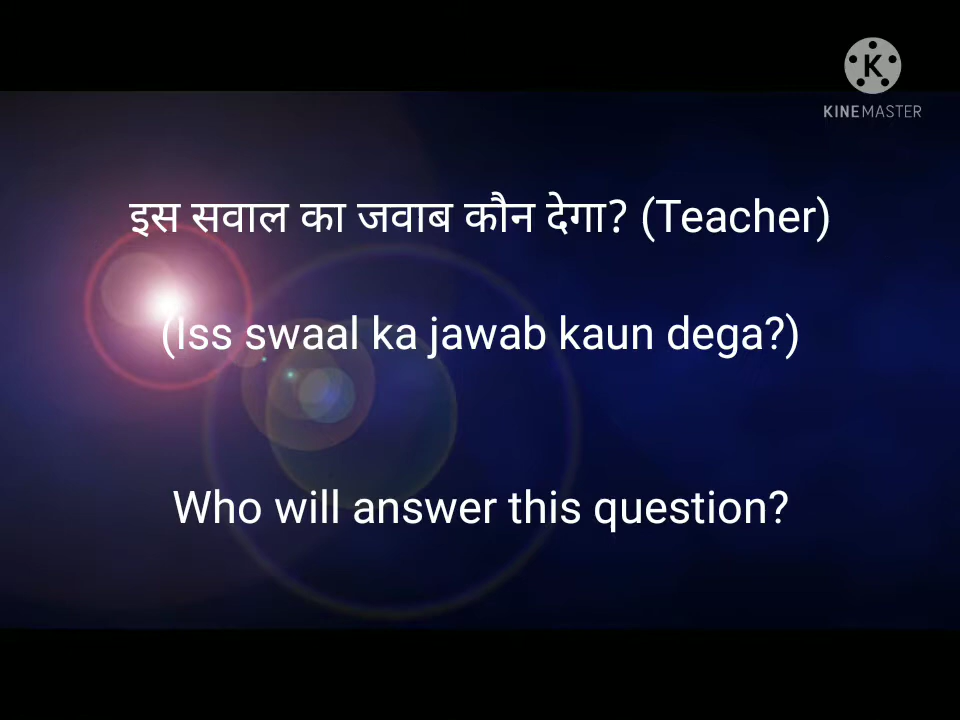 K
KINEMASTER
इस सवाल का जवाब कौन देगा? (Teacher)
(Iss swaal ka jawab kaun dega?)
Who will answer this question?